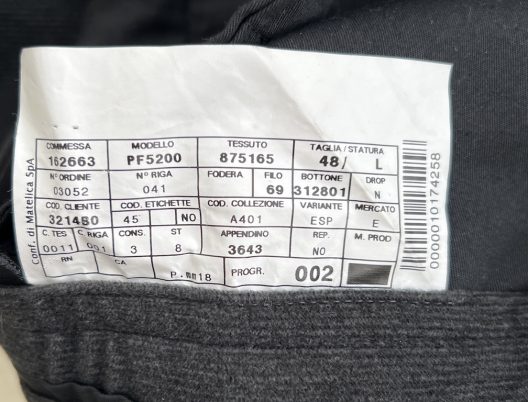 COMMESSA MODELLO TESSUTO TAGLIA/STATURA
162663 PF5200 875165 48/ L
N°ORDINE N° RIGA FODERA FILO BOTTONE DROP
03052 041 69 312801 N
COD. CLIENTE COD. ETICHETTE COD. COLLEZIONE VARIANTE MERCATO
321480 45 NO A401 ESP E
C. TES C. RIGA CONS. ST APPENDINO REP. M. PROD
0011 001 3 8 3643 NO
RN CA P.mm18 PROGR. 002
Conf. di Matelica SpA
0000010174258